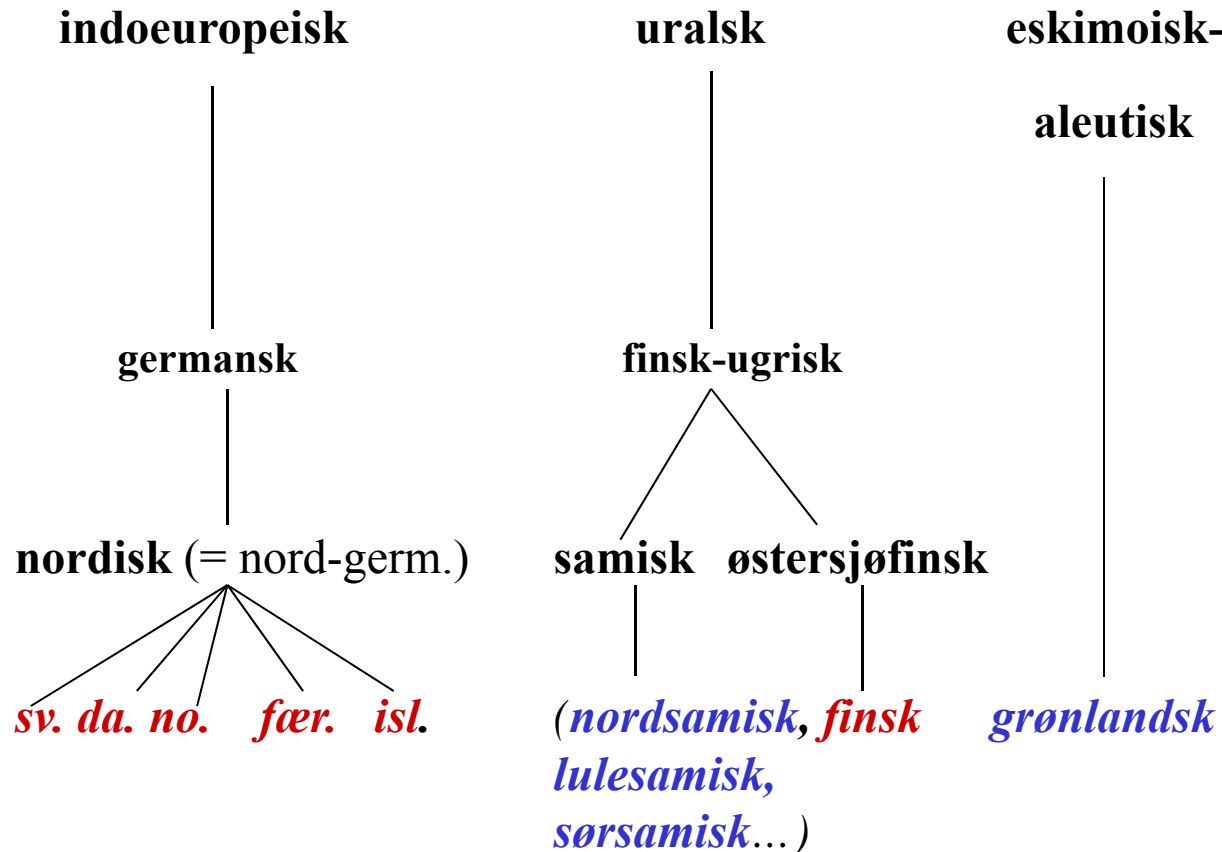 indoeuropeisk uralsk eskimoisk-
aleutisk
germansk finsk-ugrisk
nordisk (= nord-germ.) samisk østersjøfinsk
sv. da. no. fær. isl. (nordsamisk, finsk grønlandsk
lulesamisk,
sørsamisk…)